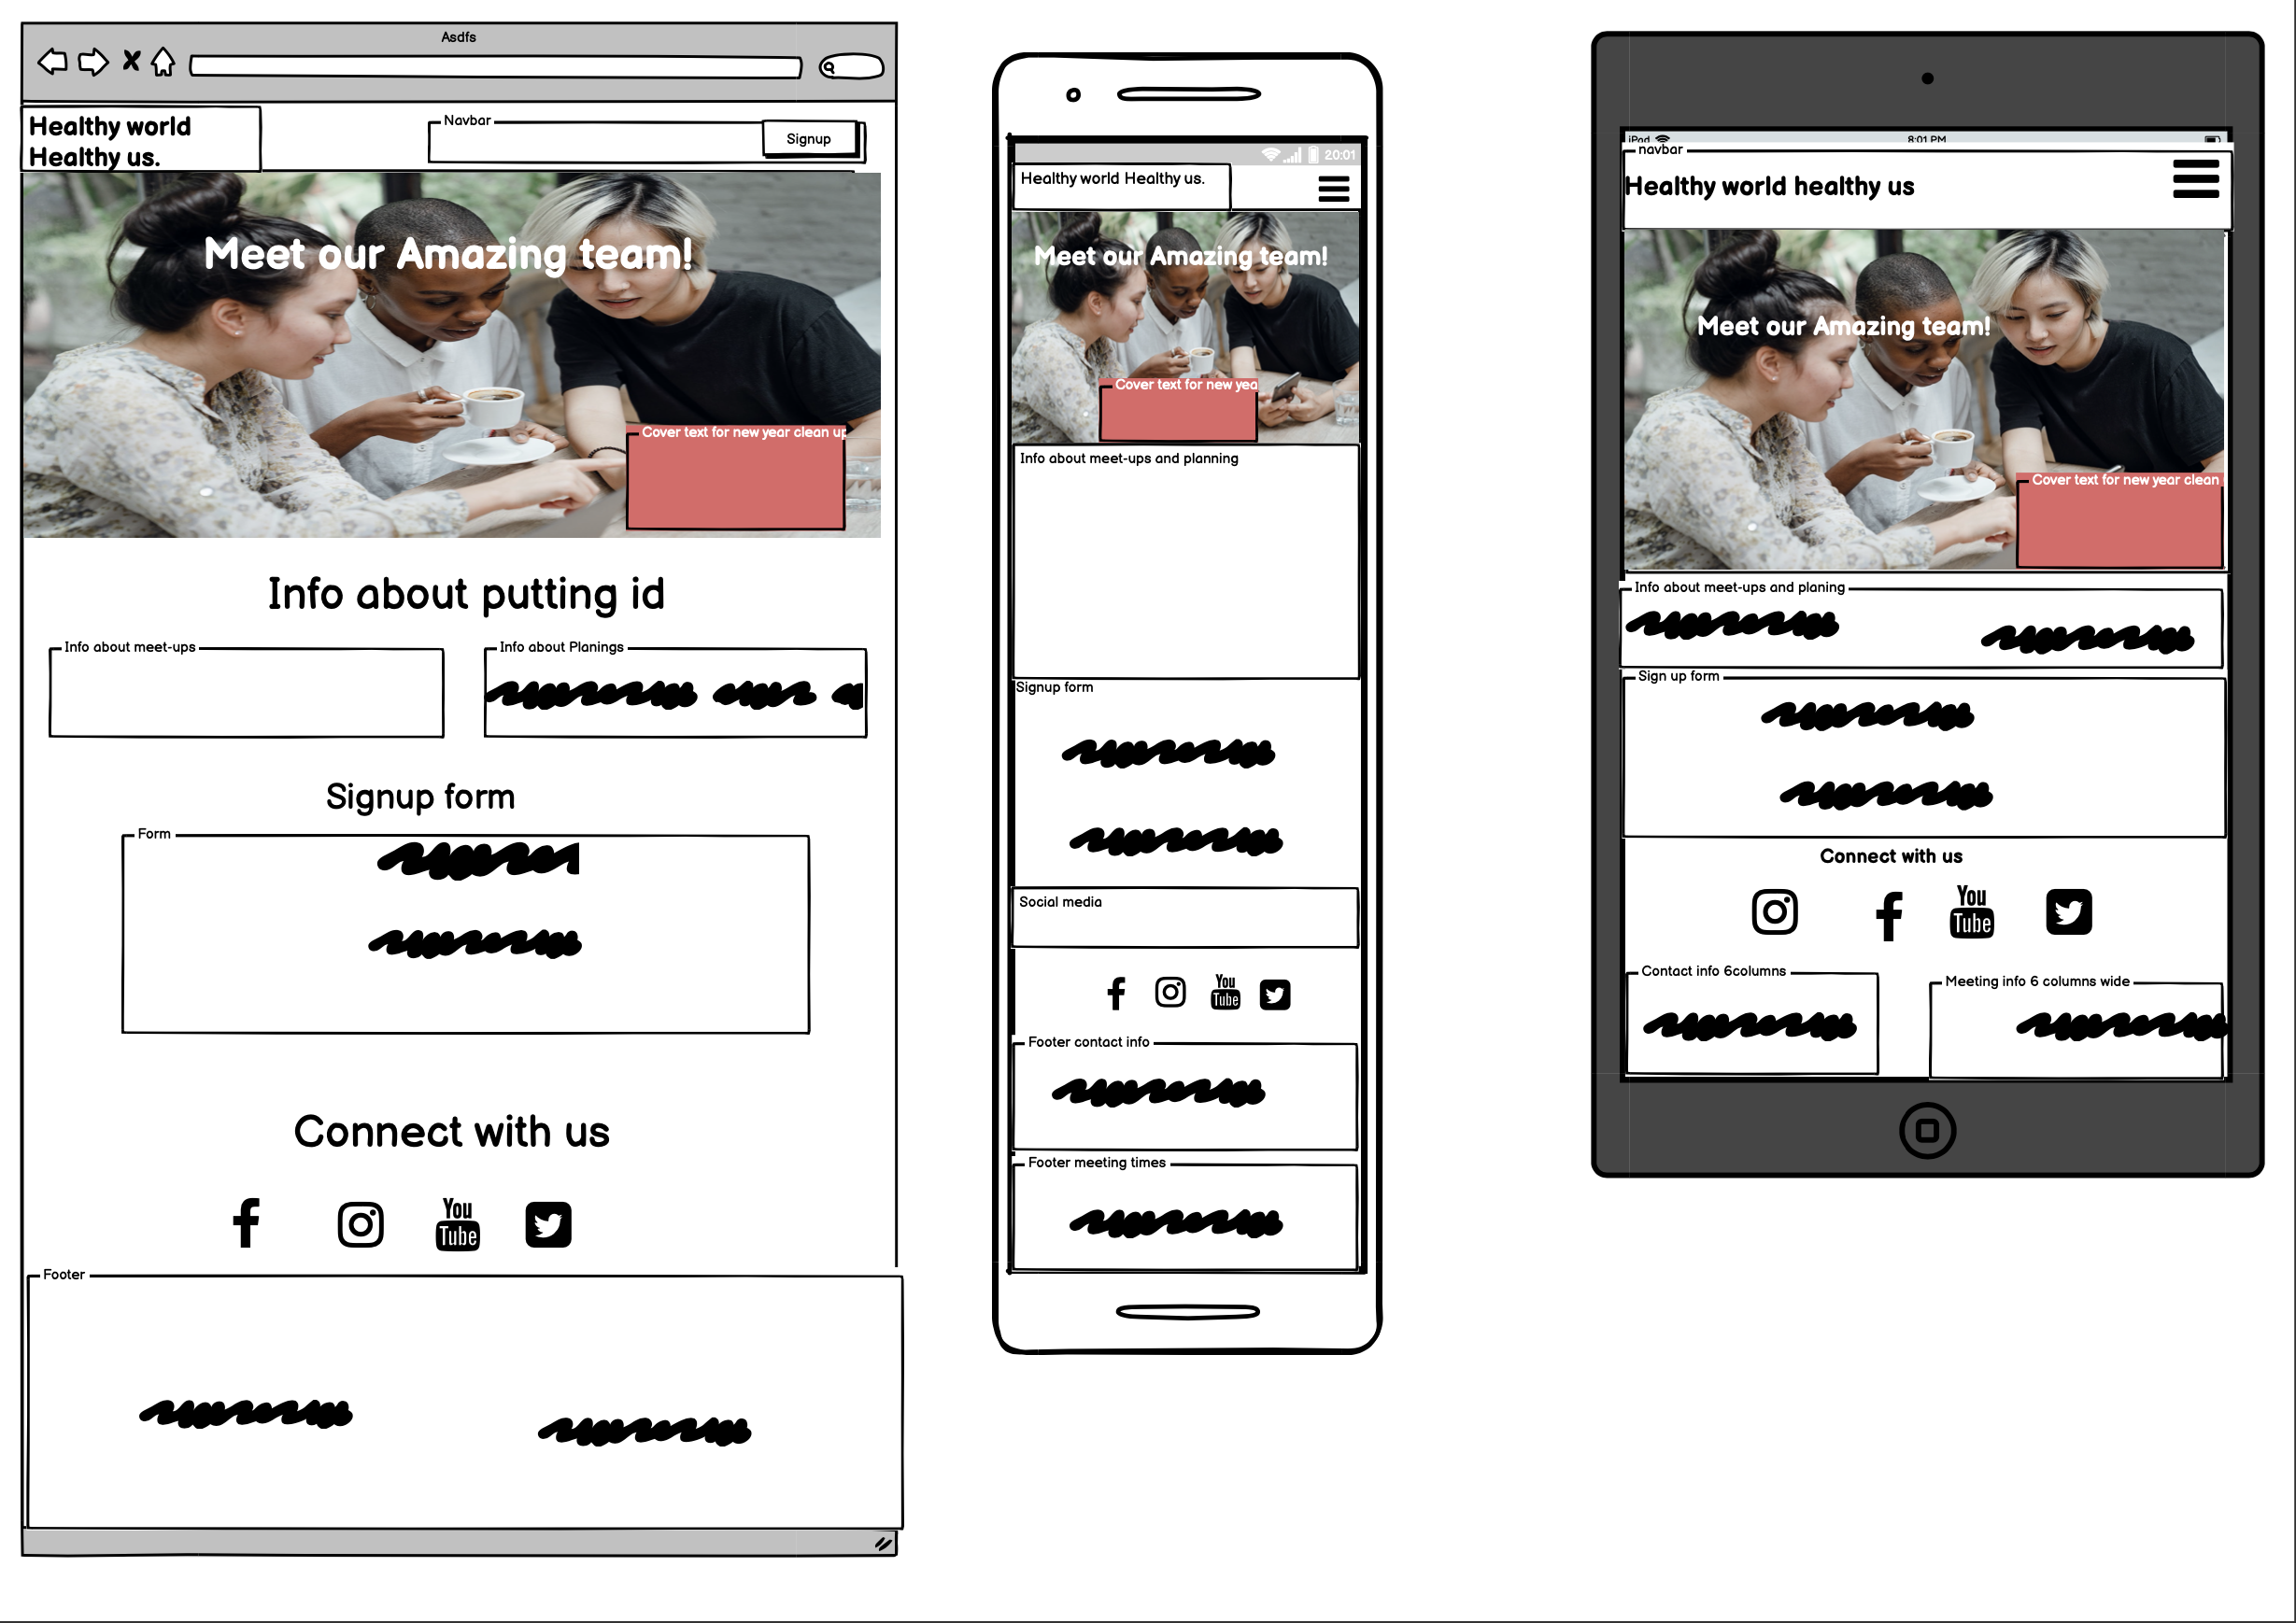 Asdfs
Healthy world
Healthy us.
Navbar
Signup
Meet our Amazing team!
Cover text for new year clean up
Info about putting id
Info about meet-ups
Info about Planings
Signup form
Form
Connect with us
You
Tube
Footer
20:01
Healthy world Healthy us.
Meet our Amazing team!
Cover text for new yea
Info about meet-ups and planning
Signup form
Social media
You
Tube
Footer contact info
Footer meeting times
iPad
8:01 PM
navbar
Healthy world healthy us
Meet our Amazing team!
Cover text for new year clean
Info about meet-ups and planing
Sign up form
Connect with us
You
Tube
Contact info 6columns
Meeting info 6 columns wide